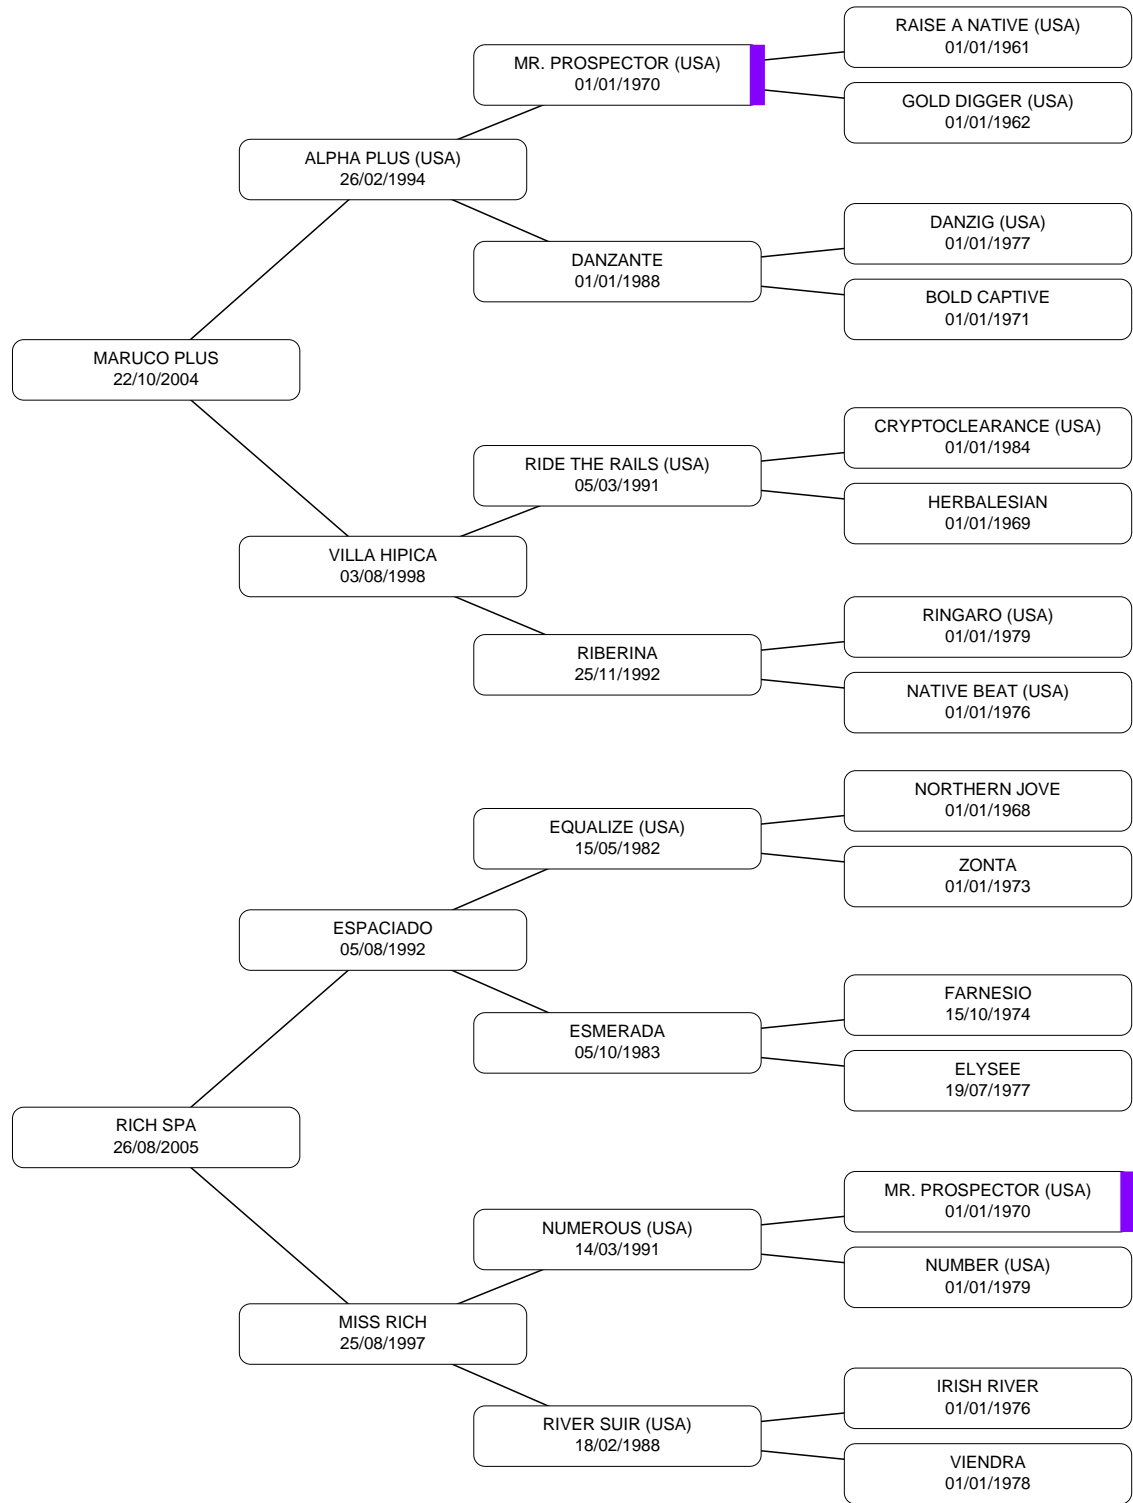 RAISE A NATIVE (USA)
01/01/1961
MR. PROSPECTOR (USA)
01/01/1970
GOLD DIGGER (USA)
01/01/1962
ALPHA PLUS (USA)
26/02/1994
DANZIG (USA)
01/01/1977
DANZANTE
01/01/1988
BOLD CAPTIVE
01/01/1971
MARUCO PLUS
22/10/2004
CRYPTOCLEARANCE (USA)
01/01/1984
RIDE THE RAILS (USA)
05/03/1991
HERBALESIAN
01/01/1969
VILLA HIPICA
03/08/1998
RINGARO (USA)
01/01/1979
RIBERINA
25/11/1992
NATIVE BEAT (USA)
01/01/1976
NORTHERN JOVE
01/01/1968
EQUALIZE (USA)
15/05/1982
ZONTA
01/01/1973
ESPACIADO
05/08/1992
FARNESIO
15/10/1974
ESMERADA
05/10/1983
ELYSEE
19/07/1977
RICH SPA
26/08/2005
MR. PROSPECTOR (USA)
01/01/1970
NUMEROUS (USA)
14/03/1991
NUMBER (USA)
01/01/1979
MISS RICH
25/08/1997
IRISH RIVER
01/01/1976
RIVER SUIR (USA)
18/02/1988
VIENDRA
01/01/1978